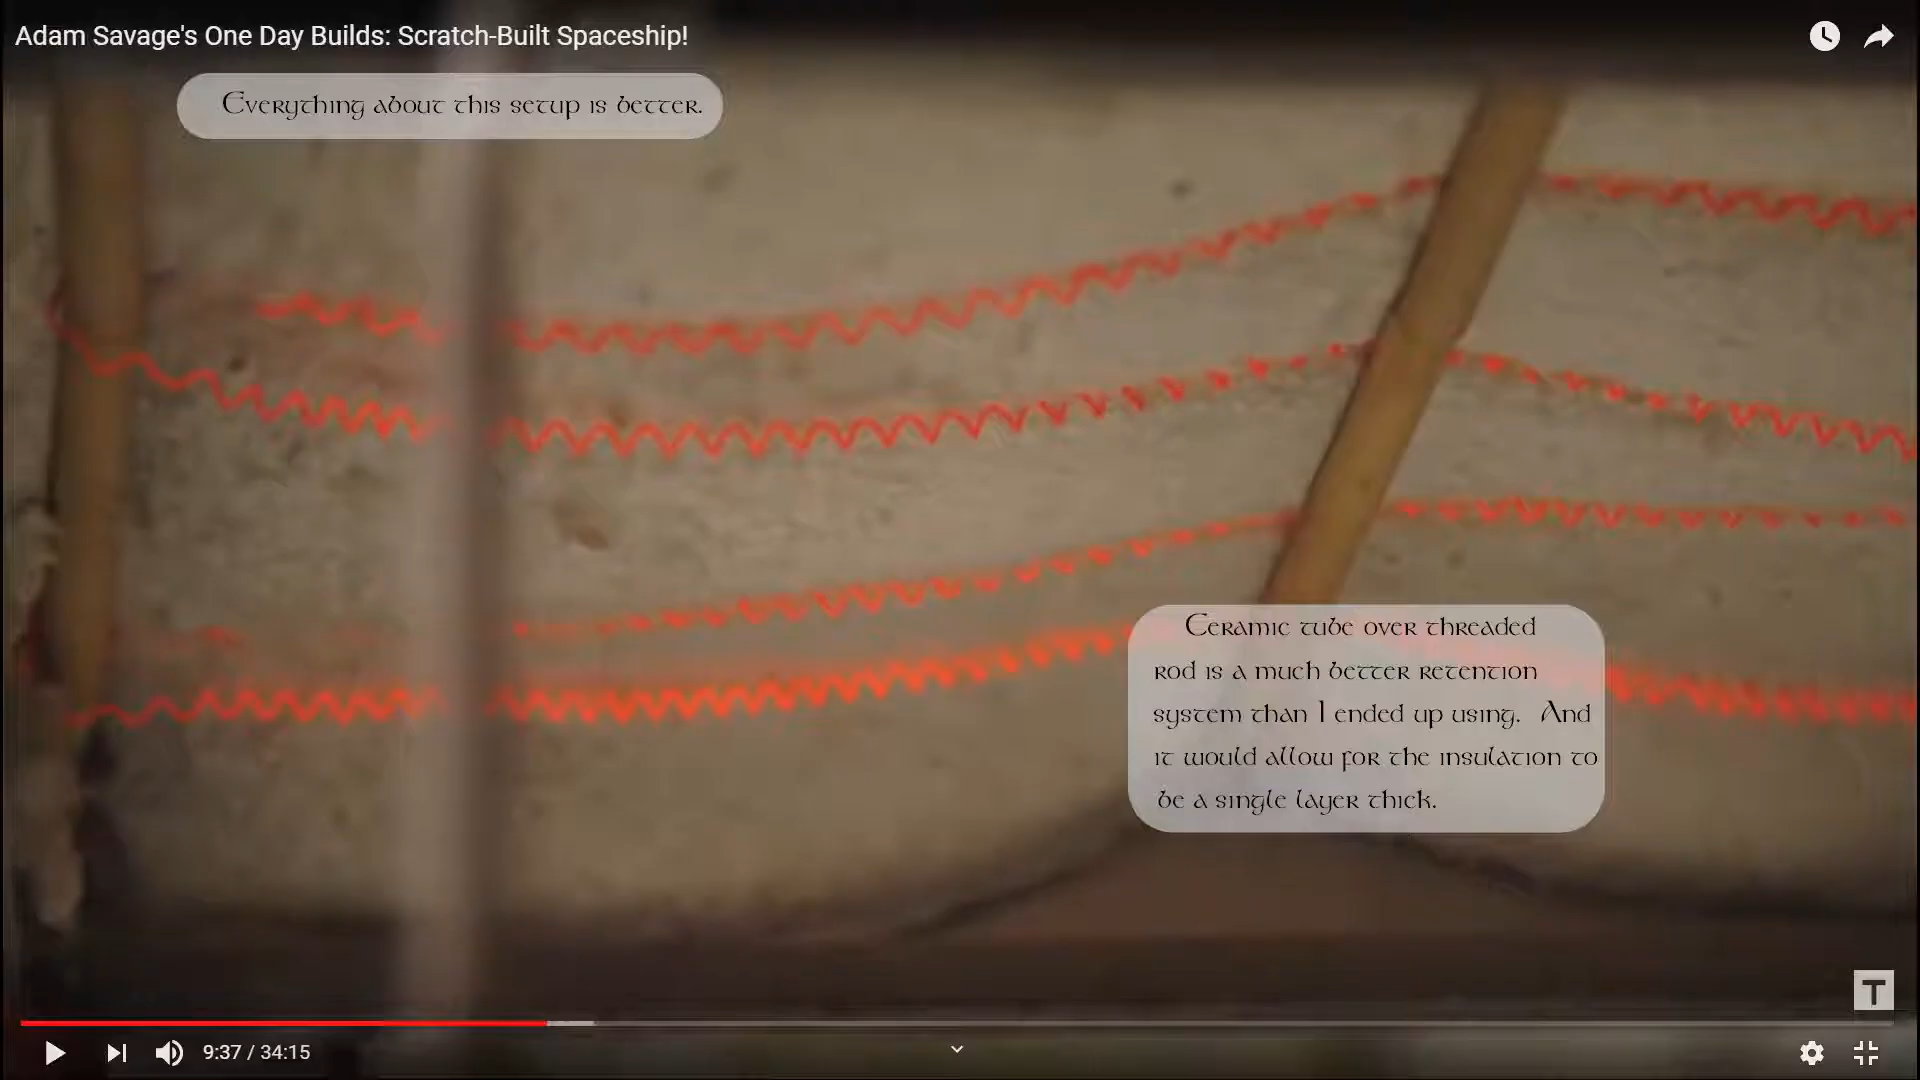 Adam Savage's One Day Builds: Scratch-Built Spaceship!
Everything about this setup is better.
Ceramic tube over threaded
rod is a much better retention
system than I ended up using. And
it would allow for the insulation to
be a single layer thick.
T
9:37 / 34:15